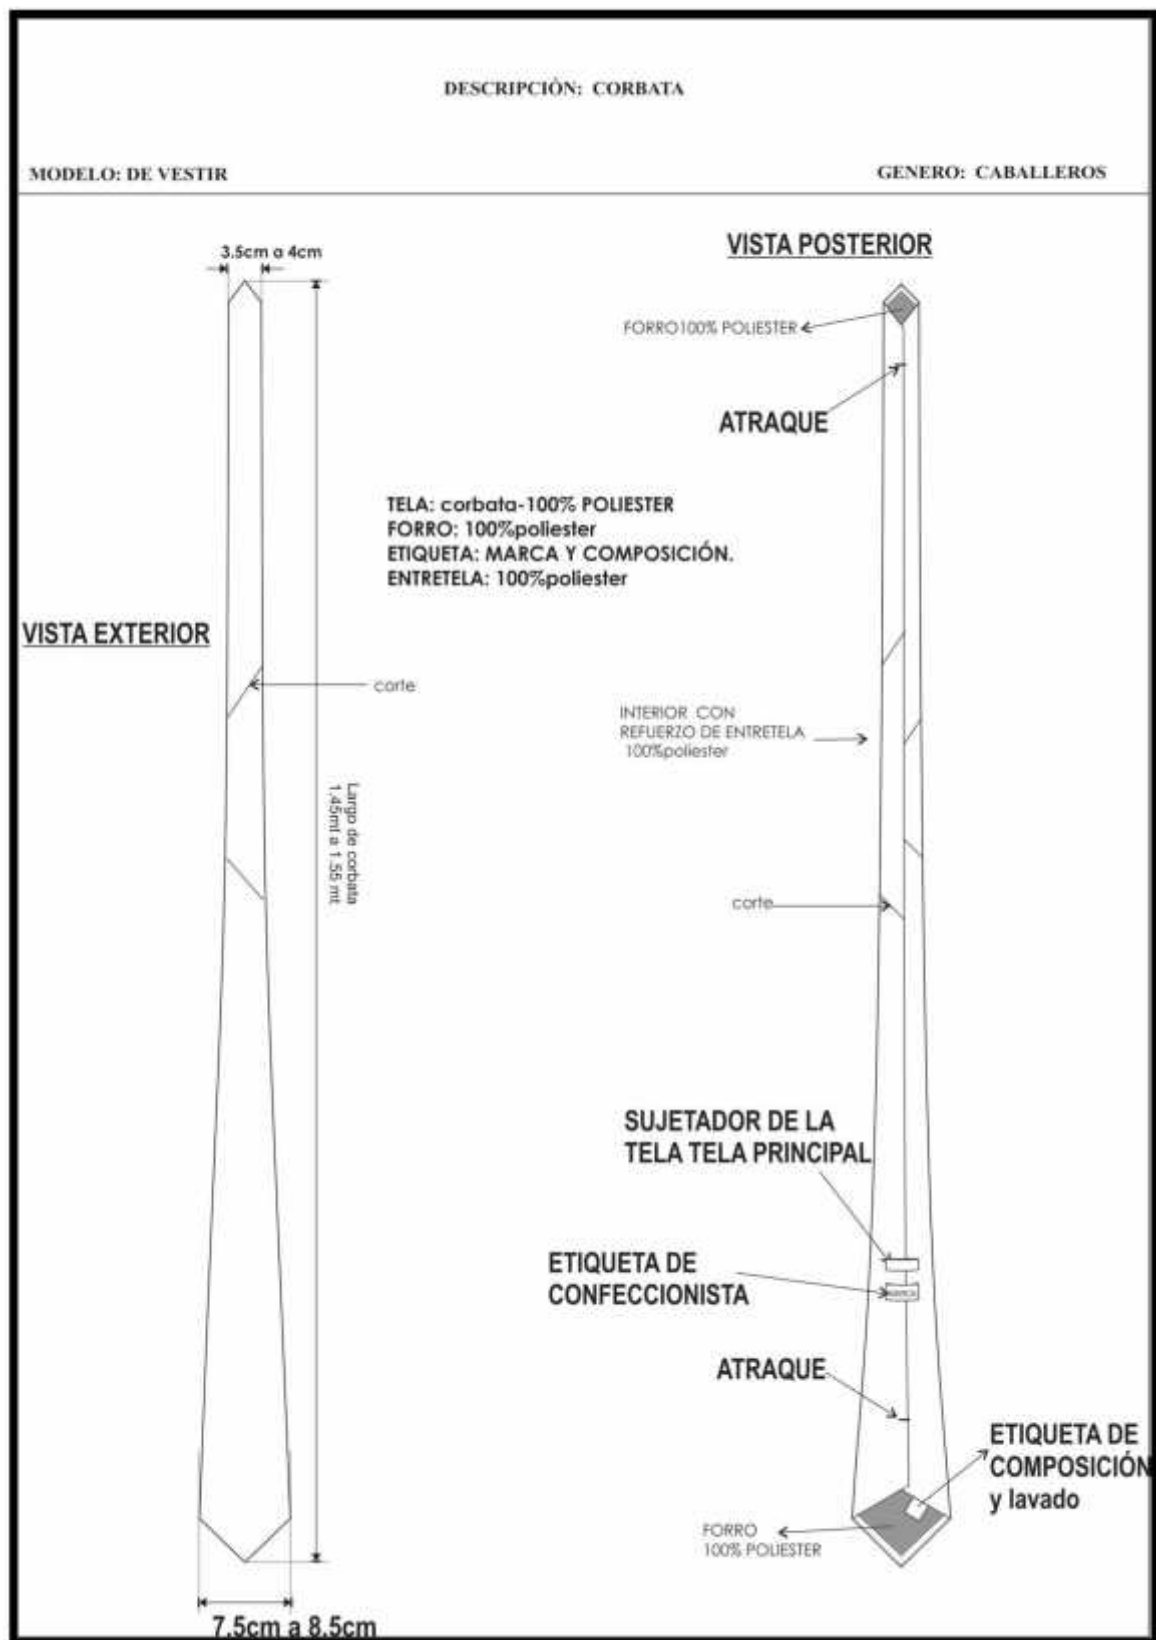 DESCRIPCIÒN: CORBATA
MODELO: DE VESTIR
GENERO: CABALLEROS
3.5cm a 4cm
VISTA POSTERIOR
FORRO100% POLIESTER
ATRAQUE
TELA: corbata-100% POLIESTER
FORRO: 100%poliester
ETIQUETA: MARCA Y COMPOSICIÓN.
ENTRETELA: 100%poliester
VISTA EXTERIOR
corte
INTERIOR CON
REFUERZO DE ENTRETELA
100%poliester
Largo de corbata
1.45mt a 1.55 mt
corte
SUJETADOR DE LA
TELA TELA PRINCIPAL
ETIQUETA DE
CONFECCIONISTA
MARCA
ATRAQUE
ETIQUETA DE
COMPOSICIÓN
y lavado
FORRO
100% POLIESTER
7.5cm a 8.5cm